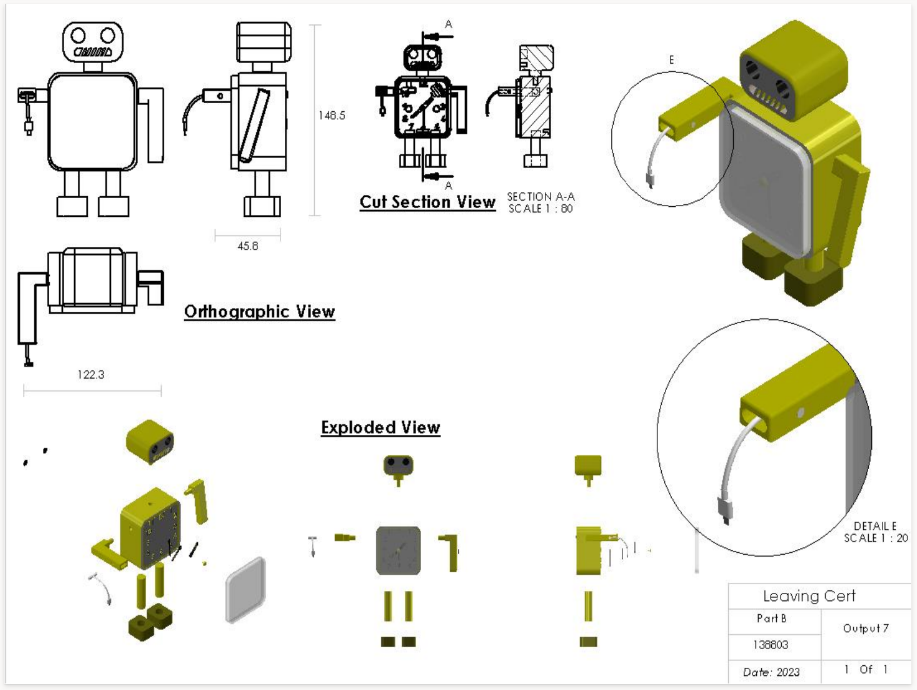 A
E
148.5
A
Cut Section View
SECTION A-A
SCALE 1 : 80
45.8
Orthographic View
122.3
Exploded View
DETAIL E
SCALE 1 : 20
Leaving Cert
Part B
Output 7
138803
Date: 2023
1 Of 1